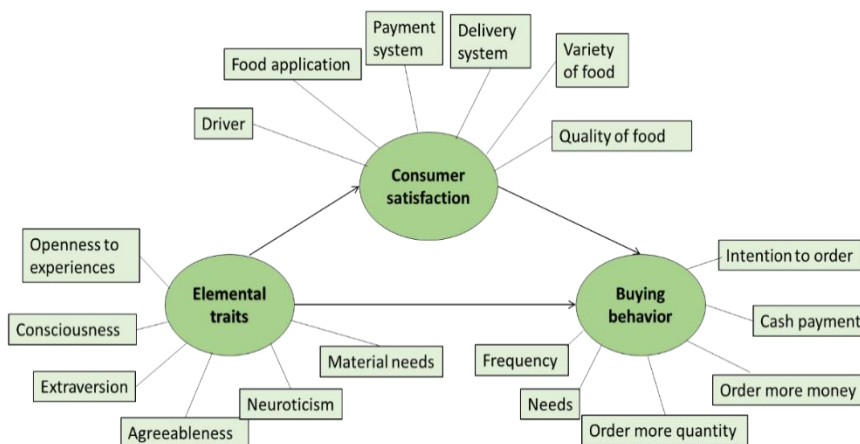 Payment
system
Delivery
system
Variety
of food
Food application
Driver
Quality of food
Consumer
satisfaction
Openness to
experiences
Elemental
traits
Consciousness
Extraversion
Agreeableness
Neuroticism
Material needs
Buying
behavior
Intention to order
Cash payment
Order more money
Order more quantity
Needs
Frequency